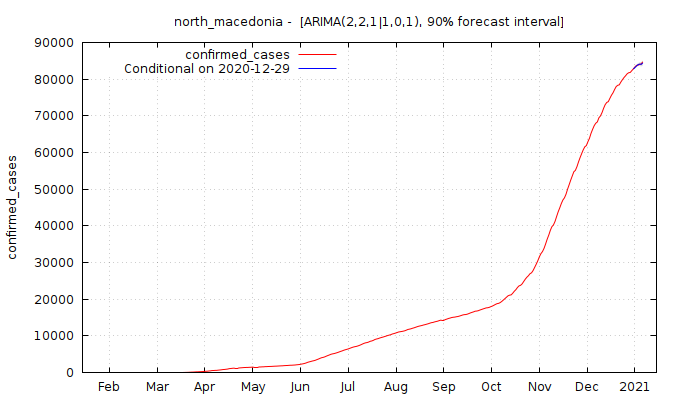 north_macedonia - [ARIMA(2,2,1|1,0,1), 90% forecast interval]
confirmed_cases
Conditional on 2020-12-29
confirmed_cases
90000
80000
70000
60000
50000
40000
30000
20000
10000
0
Feb Mar Apr May Jun Jul Aug Sep Oct Nov Dec 2021